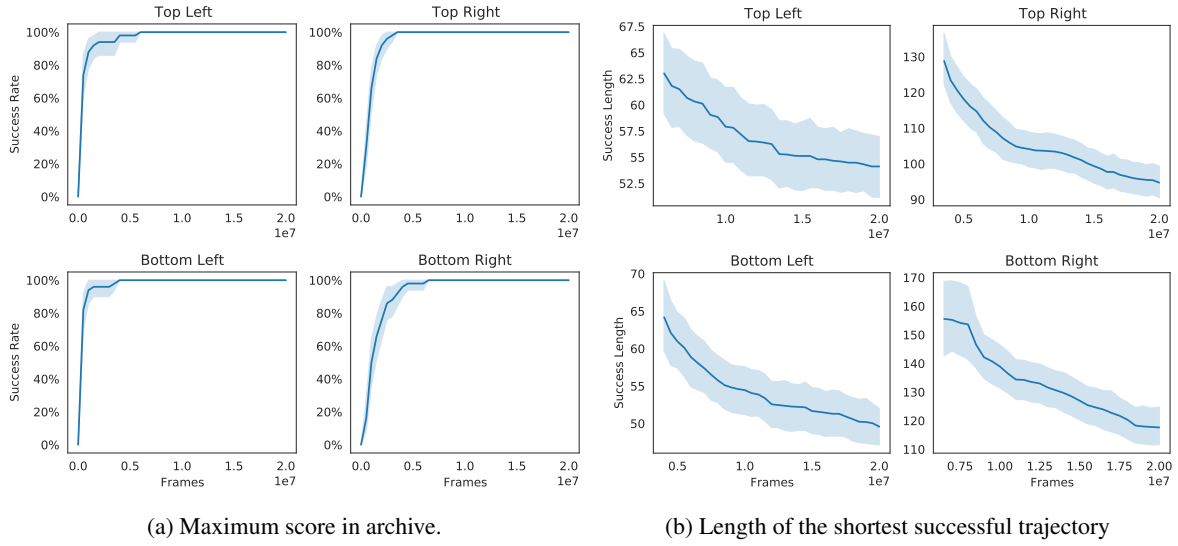 Top Left
100%
80%
60%
40%
20%
0%
Success Rate
0.0 0.5 1.0 1.5 2.0
1e7
Top Right
100%
80%
60%
40%
20%
0%
0.0 0.5 1.0 1.5 2.0
1e7
Bottom Left
100%
80%
60%
40%
20%
0%
Success Rate
0.0 0.5 1.0 1.5 2.0
Frames
1e7
Bottom Right
100%
80%
60%
40%
20%
0%
0.0 0.5 1.0 1.5 2.0
Frames
1e7
(a) Maximum score in archive.
Top Left
67.5
65
62.5
60
57.5
55
52.5
Success Length
1.0 1.5 2.0
1e7
Top Right
130
120
110
100
90
0.5 1.0 1.5 2.0
1e7
Bottom Left
70
65
60
55
50
Success Length
0.5 1.0 1.5 2.0
Frames
1e7
Bottom Right
170
160
150
140
130
120
110
0.75 1.00 1.25 1.50 1.75 2.00
Frames
1e7
(b) Length of the shortest successful trajectory